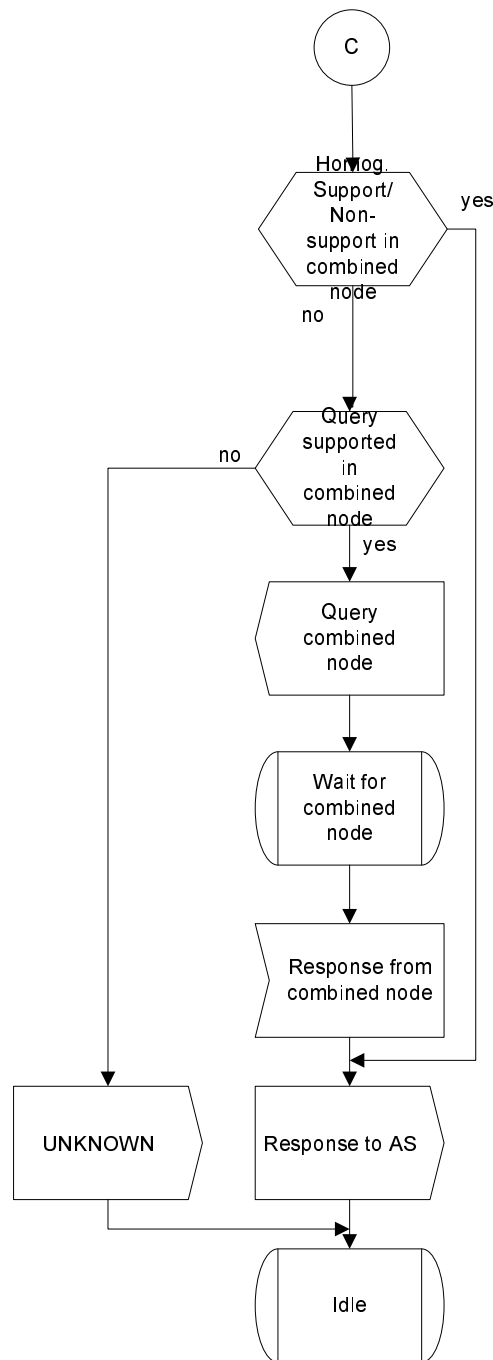 C
Homog.
Support/
Non-
support in
combined
node
yes
no
Query
supported
in
combined
node
no
yes
Query
combined
node
Wait for
combined
node
Response from
combined node
UNKNOWN
Response to AS
Idle